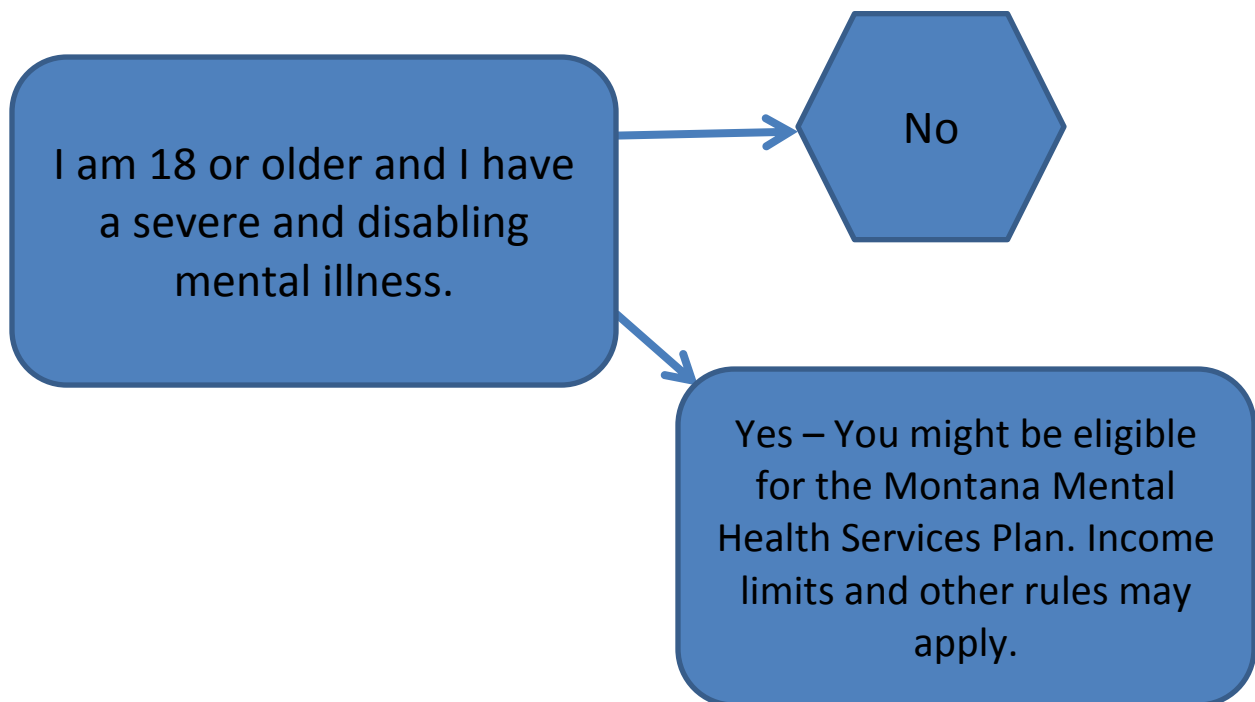 I am 18 or older and I have
a severe and disabling
mental illness.
No
Yes – You might be eligible
for the Montana Mental
Health Services Plan. Income
limits and other rules may
apply.